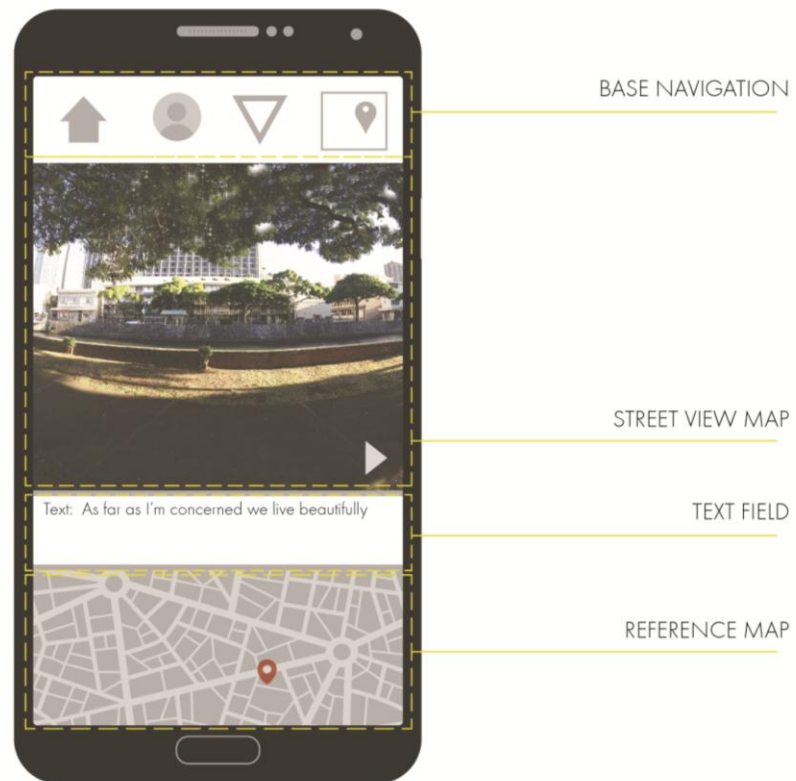 BASE NAVIGATION
STREET VIEW MAP
Text: As far as I'm concerned we live beautifully
TEXT FIELD
REFERENCE MAP